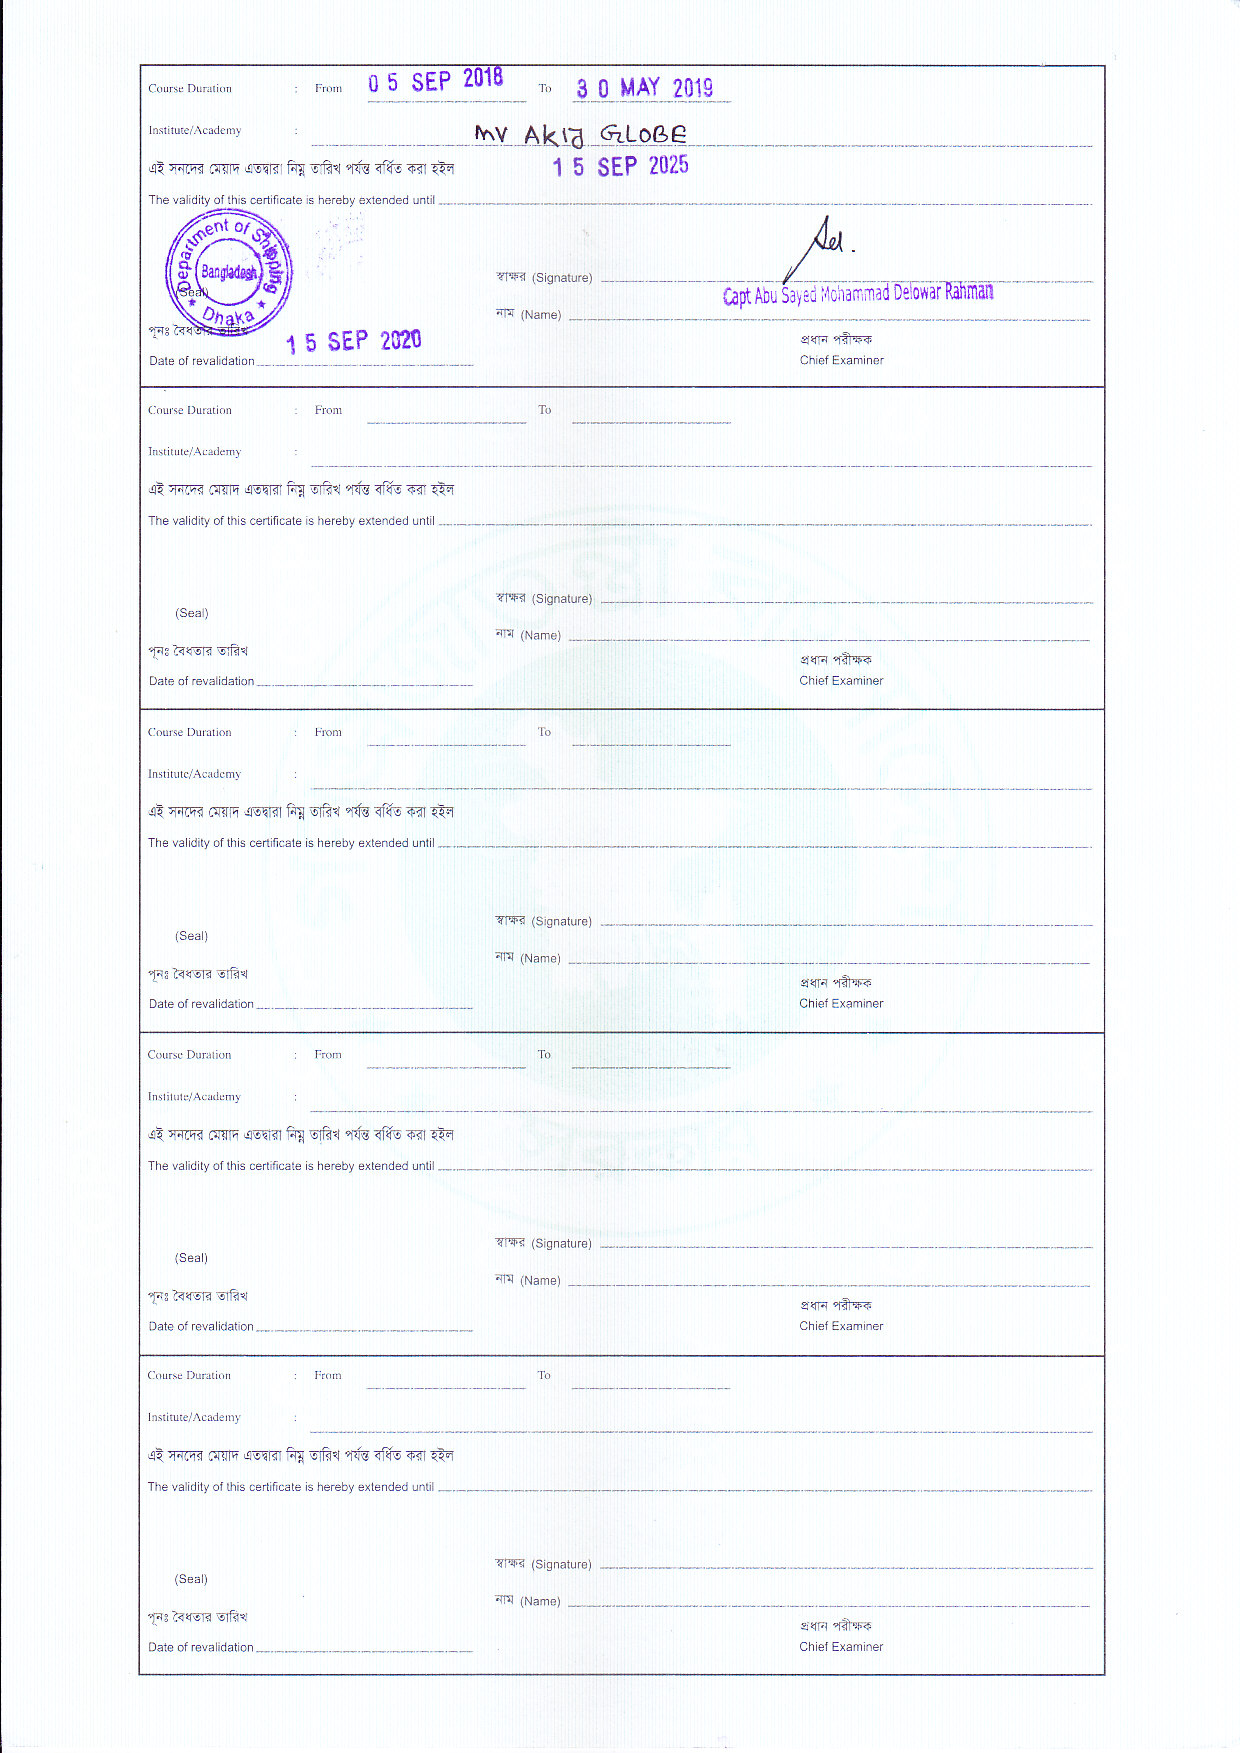 Course Duration : From 05 SEP 2018 To 30 MAY 2019
Institute/Academy : MV AKIJ GLOBE
এই সনদের মেয়াদ এতদ্বারা নিম্ন তারিখ পর্যন্ত বর্ধিত করা হইল 15 SEP 2025
The validity of this certificate is hereby extended until
Department of Shipping
Bangladesh
Dhaka
(Seal)
স্বাক্ষর (Signature)
Capt Abu Sayed Mohammad Delowar Rahman
নাম (Name)
পূনঃ বৈধতার তারিখ
15 SEP 2020
প্রধান পরীক্ষক
Date of revalidation Chief Examiner
Course Duration : From To
Institute/Academy :
এই সনদের মেয়াদ এতদ্বারা নিম্ন তারিখ পর্যন্ত বর্ধিত করা হইল
The validity of this certificate is hereby extended until
স্বাক্ষর (Signature)
(Seal)
নাম (Name)
পূনঃ বৈধতার তারিখ
প্রধান পরীক্ষক
Date of revalidation Chief Examiner
Course Duration : From To
Institute/Academy :
এই সনদের মেয়াদ এতদ্বারা নিম্ন তারিখ পর্যন্ত বর্ধিত করা হইল
The validity of this certificate is hereby extended until
স্বাক্ষর (Signature)
(Seal)
নাম (Name)
পূনঃ বৈধতার তারিখ
প্রধান পরীক্ষক
Date of revalidation Chief Examiner
Course Duration : From To
Institute/Academy :
এই সনদের মেয়াদ এতদ্বারা নিম্ন তারিখ পর্যন্ত বর্ধিত করা হইল
The validity of this certificate is hereby extended until
স্বাক্ষর (Signature)
(Seal)
নাম (Name)
পূনঃ বৈধতার তারিখ
প্রধান পরীক্ষক
Date of revalidation Chief Examiner
Course Duration : From To
Institute/Academy :
এই সনদের মেয়াদ এতদ্বারা নিম্ন তারিখ পর্যন্ত বর্ধিত করা হইল
The validity of this certificate is hereby extended until
স্বাক্ষর (Signature)
(Seal)
নাম (Name)
পূনঃ বৈধতার তারিখ
প্রধান পরীক্ষক
Date of revalidation Chief Examiner